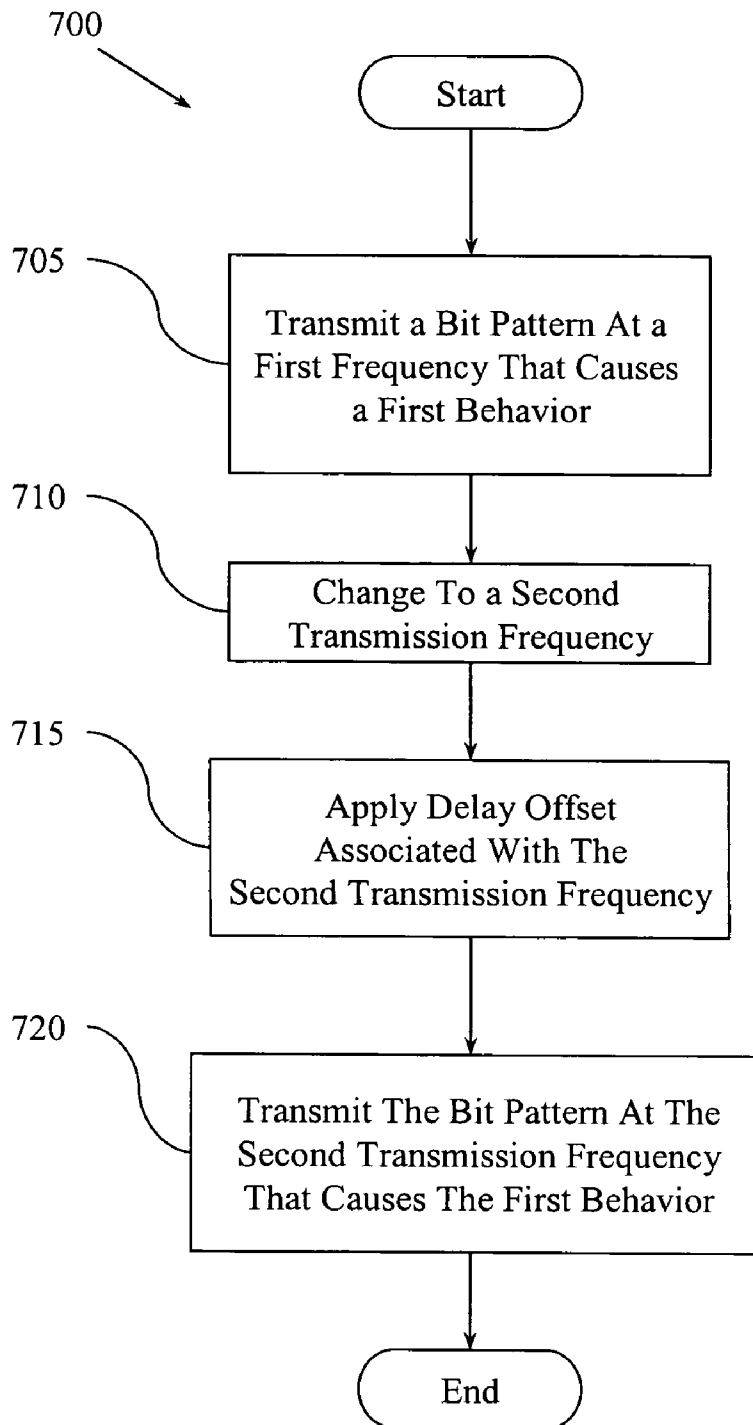 700
Start
705
Transmit a Bit Pattern At a
First Frequency That Causes
a First Behavior
710
Change To a Second
Transmission Frequency
715
Apply Delay Offset
Associated With The
Second Transmission Frequency
720
Transmit The Bit Pattern At The
Second Transmission Frequency
That Causes The First Behavior
End